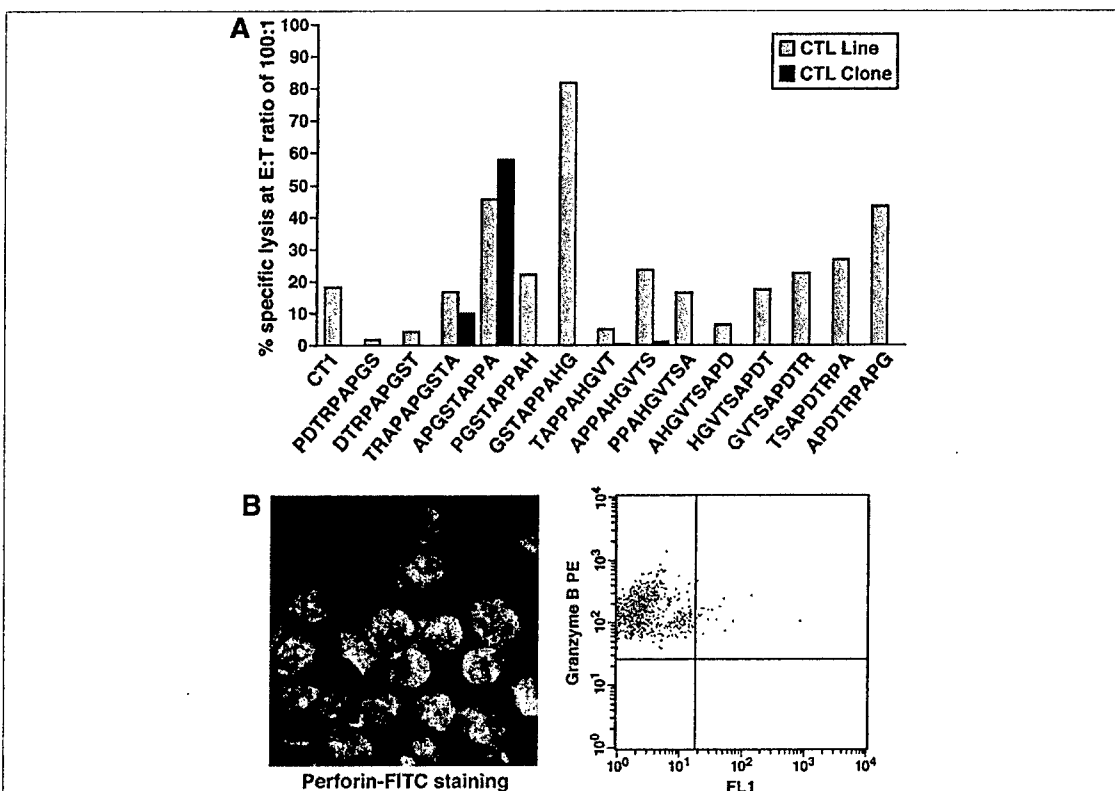 A
% specific lysis at E:T ratio of 100:1
100
90
80
70
60
50
40
30
20
10
0
CTL Line
CTL Clone
CT1
PDTRPAPGS
DTRPAPGST
TRAPAPGSTA
APGSTAPPA
PGSTAPPAH
GSTAPPAHG
TAPPAHGVT
APPAHGVTS
PPAHGVTSA
AHGVTSAPD
HGVTSAPDT
GVTSAPDTR
TSAPDTRPA
APDTRPAPG
B
Perforin-FITC staining
Granzyme B PE
10⁴
10³
10²
10¹
10⁰
10⁰ 10¹ 10² 10³ 10⁴
FL1